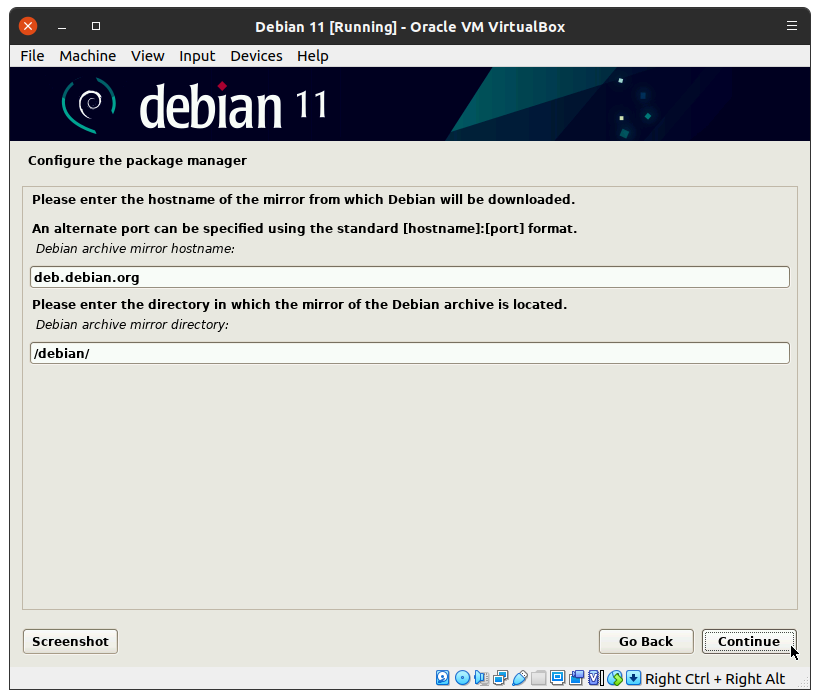 Debian 11 [Running] - Oracle VM VirtualBox
File Machine View Input Devices Help
debian 11
Configure the package manager
Please enter the hostname of the mirror from which Debian will be downloaded.
An alternate port can be specified using the standard [hostname]:[port] format.
Debian archive mirror hostname:
deb.debian.org
Please enter the directory in which the mirror of the Debian archive is located.
Debian archive mirror directory:
/debian/
Screenshot Go Back Continue
Right Ctrl + Right Alt